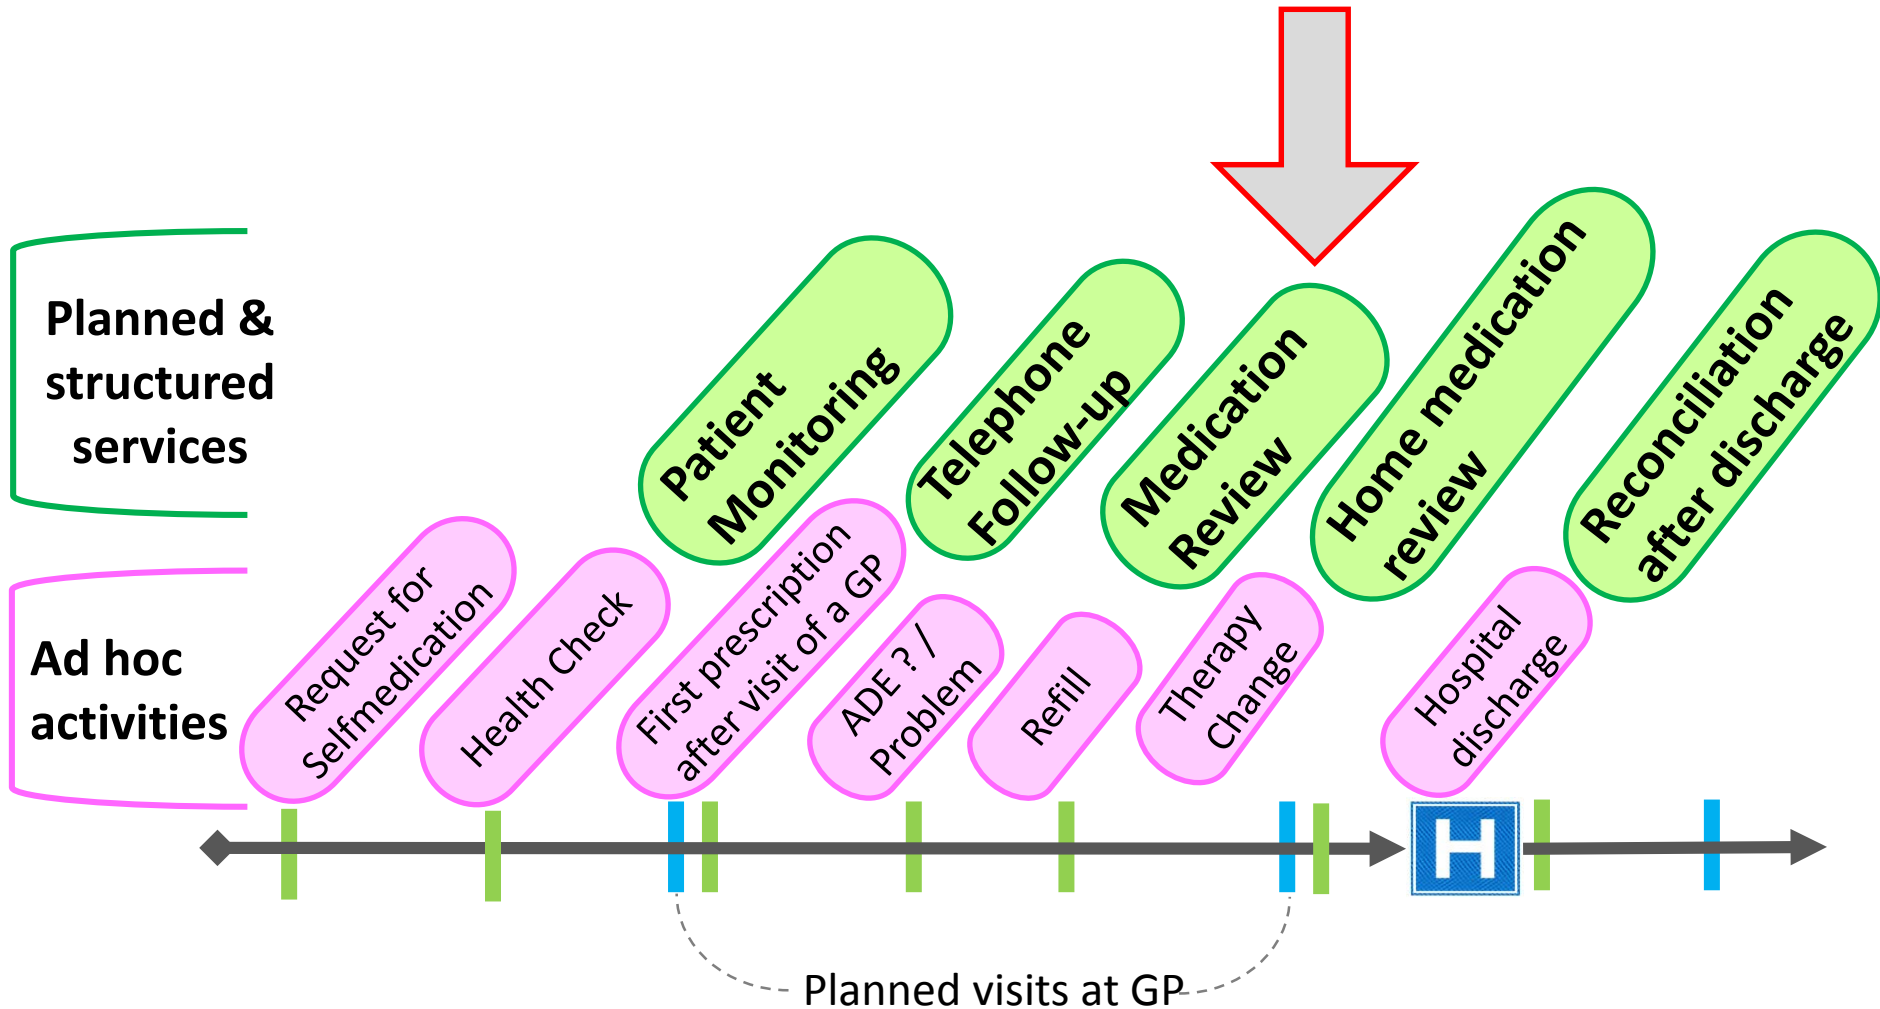 Planned &
structured
services
Patient
Monitoring
Telephone
Follow-up
Medication
Review
Home medication
review
Reconciliation
after discharge
Ad hoc
activities
Request for
Selfmedication
Health Check
First prescription
after visit of a GP
ADE ? /
Problem
Refill
Therapy
Change
Hospital
discharge
H
Planned visits at GP